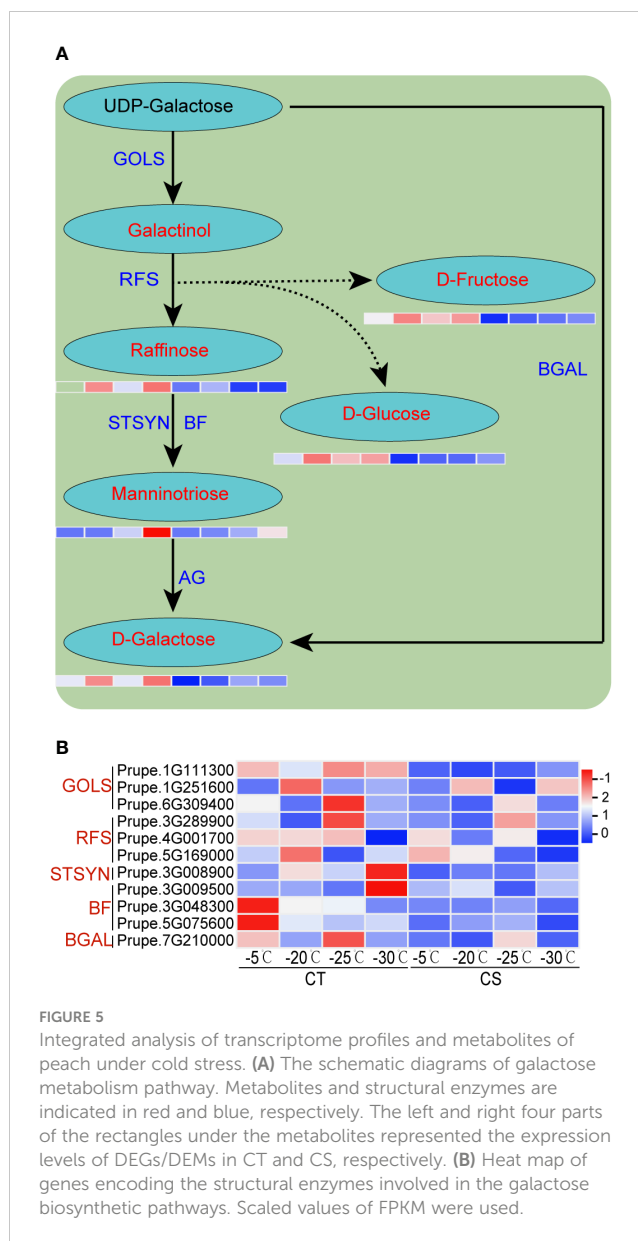 A
UDP-Galactose
GOLS
Galactinol
RFS
D-Fructose
Raffinose
BGAL
STSYN BF
D-Glucose
Manninotriose
AG
D-Galactose
B
GOLS
Prupe.1G111300
Prupe.1G251600
Prupe.6G309400
RFS
Prupe.3G289900
Prupe.4G001700
Prupe.5G169000
STSYN
Prupe.3G008900
Prupe.3G009500
BF
Prupe.3G048300
Prupe.5G075600
BGAL
Prupe.7G210000
-1
2
1
0
-5℃ -20℃ -25℃ -30℃ -5℃ -20℃ -25℃ -30℃
CT CS
FIGURE 5
Integrated analysis of transcriptome profiles and metabolites of
peach under cold stress. (A) The schematic diagrams of galactose
metabolism pathway. Metabolites and structural enzymes are
indicated in red and blue, respectively. The left and right four parts
of the rectangles under the metabolites represented the expression
levels of DEGs/DEMs in CT and CS, respectively. (B) Heat map of
genes encoding the structural enzymes involved in the galactose
biosynthetic pathways. Scaled values of FPKM were used.